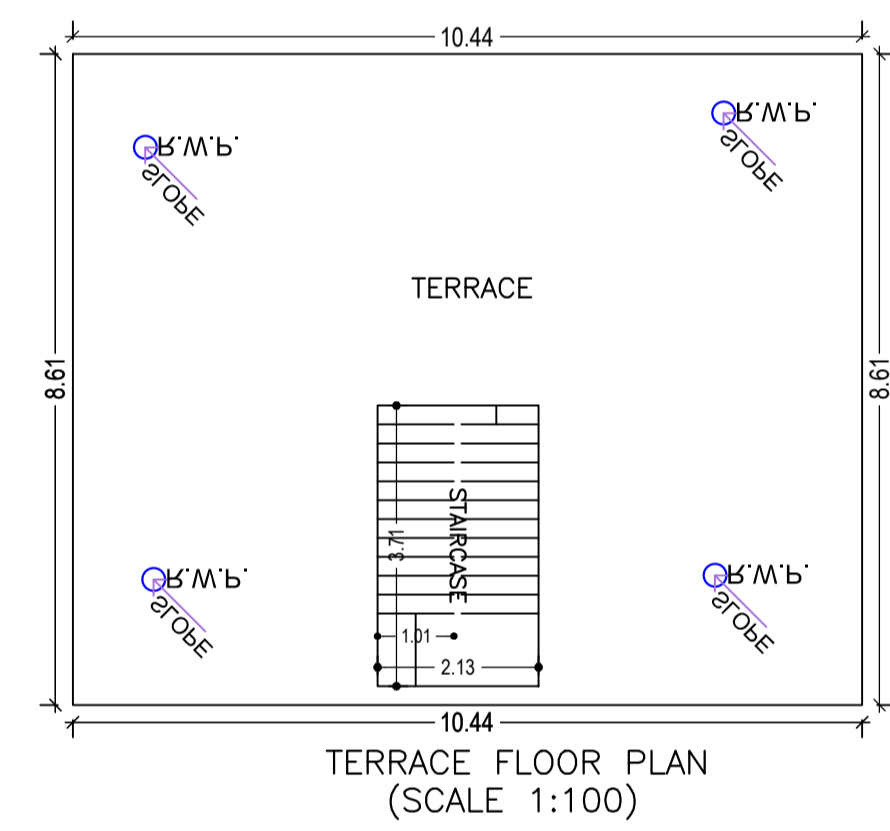 10.44
R.W.P.
R.W.P.
SLOPE
SLOPE
TERRACE
8.61
8.61
STAIRCASE
3.71
R.W.P.
R.W.P.
SLOPE
SLOPE
1.01
2.13
10.44
TERRACE FLOOR PLAN
(SCALE 1:100)